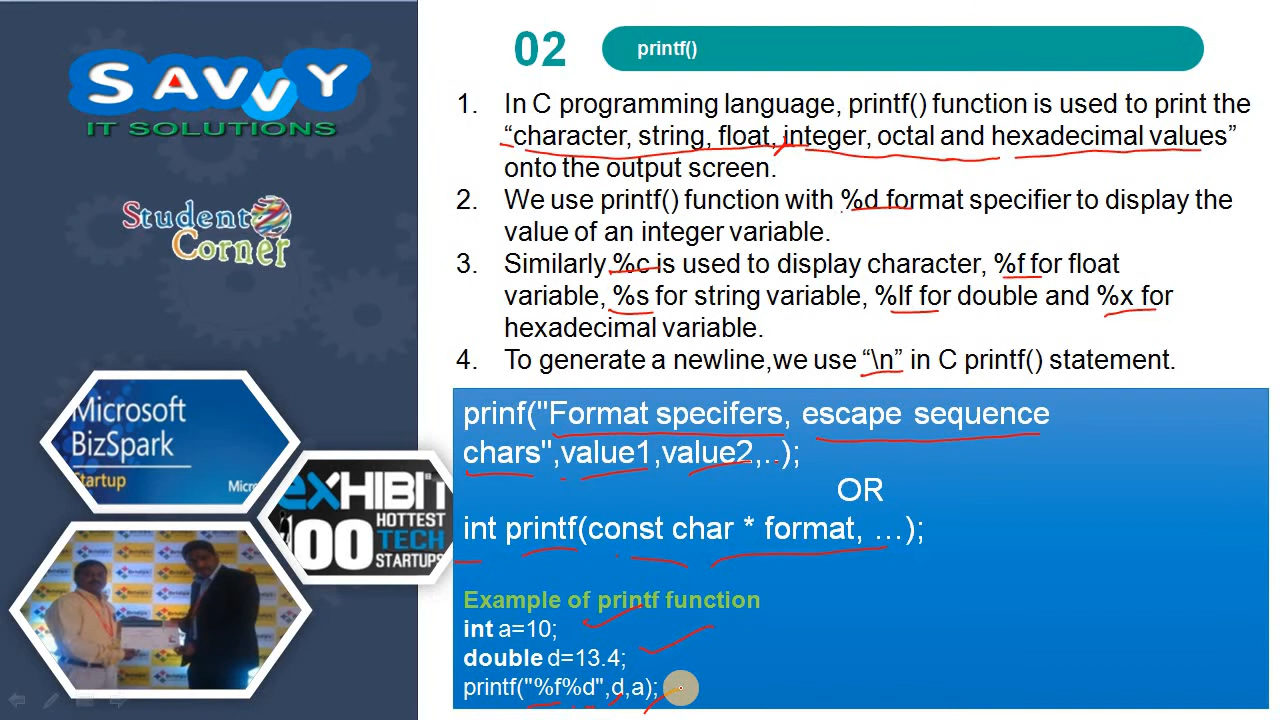 SAVVY
IT SOLUTIONS
Student
Corner
Microsoft
BizSpark
Startup
Micro
eXHIBIT
100 HOTTEST
TECH
STARTUPS
02
printf()
1. In C programming language, printf() function is used to print the
“character, string, float, integer, octal and hexadecimal values”
onto the output screen.
2. We use printf() function with %d format specifier to display the
value of an integer variable.
3. Similarly %c is used to display character, %f for float
variable, %s for string variable, %lf for double and %x for
hexadecimal variable.
4. To generate a newline,we use “\n” in C printf() statement.
prinf("Format specifers, escape sequence
chars",value1,value2,..);
OR
int printf(const char * format, ...);
Example of printf function
int a=10;
double d=13.4;
printf("%f%d",d,a);